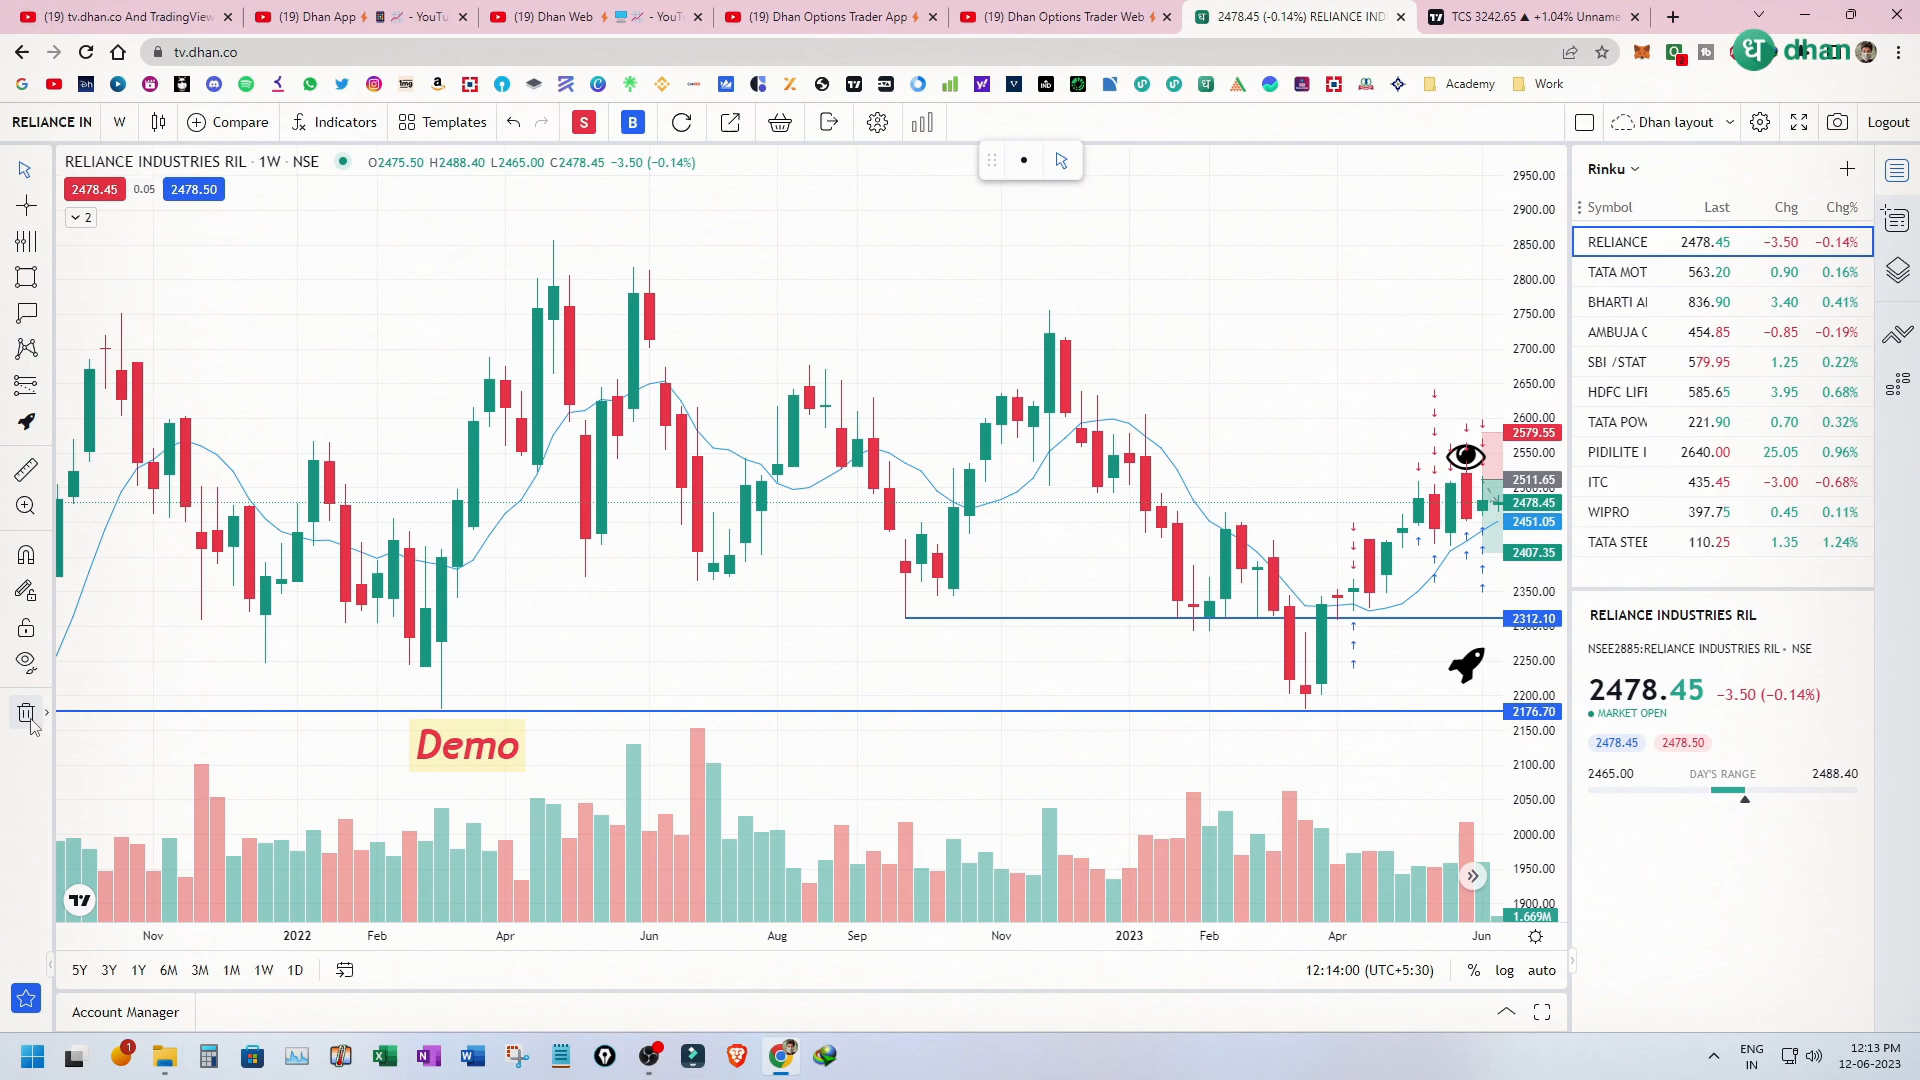 (19) tv.dhan.co And TradingView
(19) Dhan App
- YouTu
(19) Dhan Web
- YouTu
(19) Dhan Options Trader App
(19) Dhan Options Trader Web
2478.45 (-0.14%) RELIANCE IND
TCS 3242.65 ▲ +1.04% Unname
tv.dhan.co
dhan
Academy
Work
RELIANCE IN
W
Compare
Indicators
Templates
S
B
Dhan layout
Logout
RELIANCE INDUSTRIES RIL · 1W · NSE
O2475.50 H2488.40 L2465.00 C2478.45 −3.50 (−0.14%)
2478.45
0.05
2478.50
2
2950.00
2900.00
2850.00
2800.00
2750.00
2700.00
2650.00
2600.00
2579.55
2550.00
2511.65
2478.45
2451.05
2407.35
2350.00
2312.10
2250.00
2200.00
2176.70
2150.00
2100.00
2050.00
2000.00
1950.00
1900.00
1.669M
Demo
Nov
2022
Feb
Apr
Jun
Aug
Sep
Nov
2023
Feb
Apr
Jun
5Y 3Y 1Y 6M 3M 1M 1W 1D
12:14:00 (UTC+5:30)
% log auto
Account Manager
Rinku
Symbol Last Chg Chg%
RELIANCE 2478.45 −3.50 −0.14%
TATA MOT 563.20 0.90 0.16%
BHARTI AI 836.90 3.40 0.41%
AMBUJA C 454.85 −0.85 −0.19%
SBI /STAT 579.95 1.25 0.22%
HDFC LIFE 585.65 3.95 0.68%
TATA POW 221.90 0.70 0.32%
PIDILITE I 2640.00 25.05 0.96%
ITC 435.45 −3.00 −0.68%
WIPRO 397.75 0.45 0.11%
TATA STEE 110.25 1.35 1.24%
RELIANCE INDUSTRIES RIL
NSEE2885:RELIANCE INDUSTRIES RIL • NSE
2478.45 −3.50 (−0.14%)
MARKET OPEN
2478.45
2478.50
2465.00 DAY'S RANGE 2488.40
ENG
IN
12:13 PM
12-06-2023